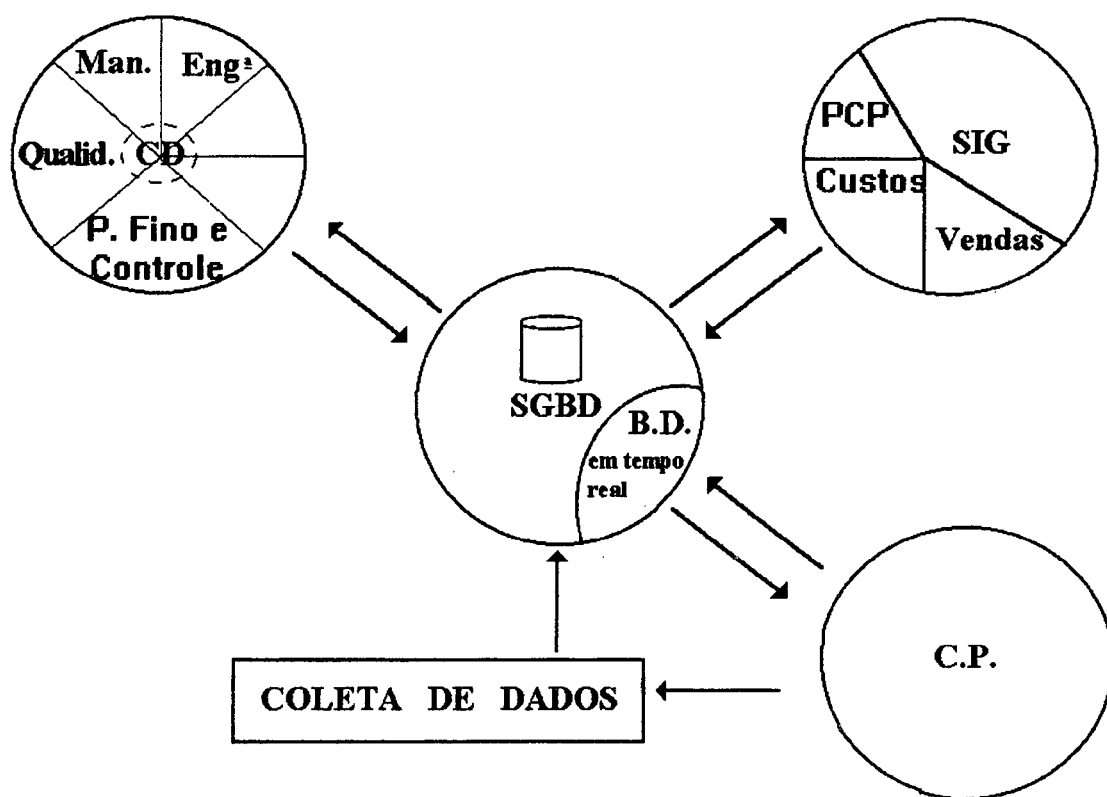 Man.
Engª
Qualid.
CD
P. Fino e
Controle
PCP
SIG
Custos
Vendas
SGBD
B.D.
em tempo
real
C.P.
COLETA DE DADOS